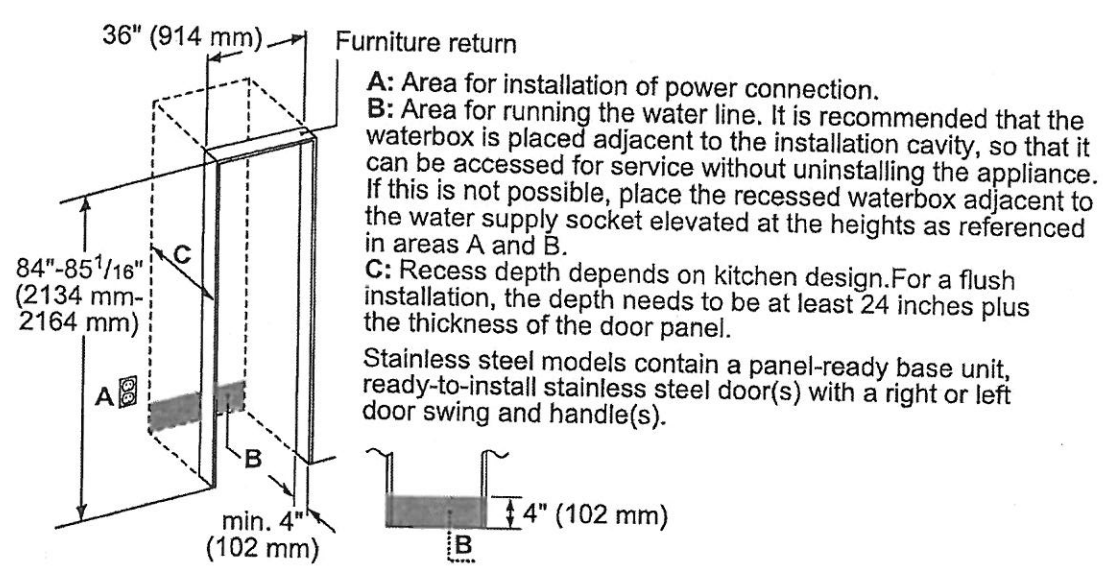 36" (914 mm)
Furniture return
A: Area for installation of power connection.
B: Area for running the water line. It is recommended that the
waterbox is placed adjacent to the installation cavity, so that it
can be accessed for service without uninstalling the appliance.
If this is not possible, place the recessed waterbox adjacent to
the water supply socket elevated at the heights as referenced
in areas A and B.
C: Recess depth depends on kitchen design.For a flush
installation, the depth needs to be at least 24 inches plus
the thickness of the door panel.
Stainless steel models contain a panel-ready base unit,
ready-to-install stainless steel door(s) with a right or left
door swing and handle(s).
C
84"-85 1/16"
(2134 mm-
2164 mm)
A
B
min. 4"
(102 mm)
4" (102 mm)
B